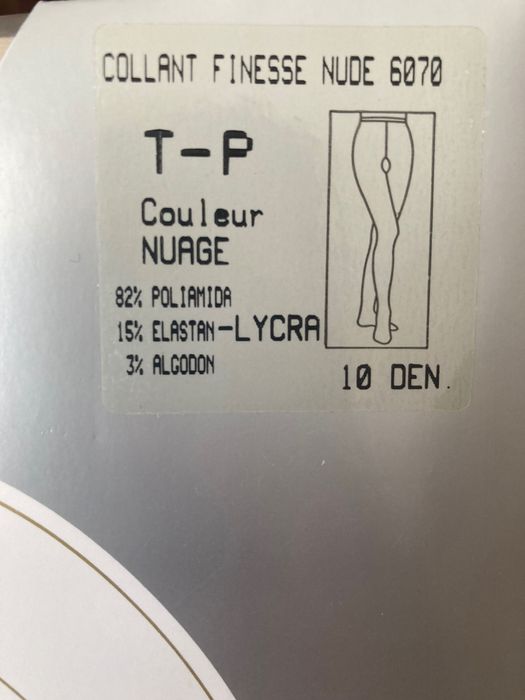 COLLANT FINESSE NUDE 6070
T-P
Couleur
NUAGE
82% POLIAMIDA
15% ELASTAN-LYCRA
3% ALGODON
10 DEN.